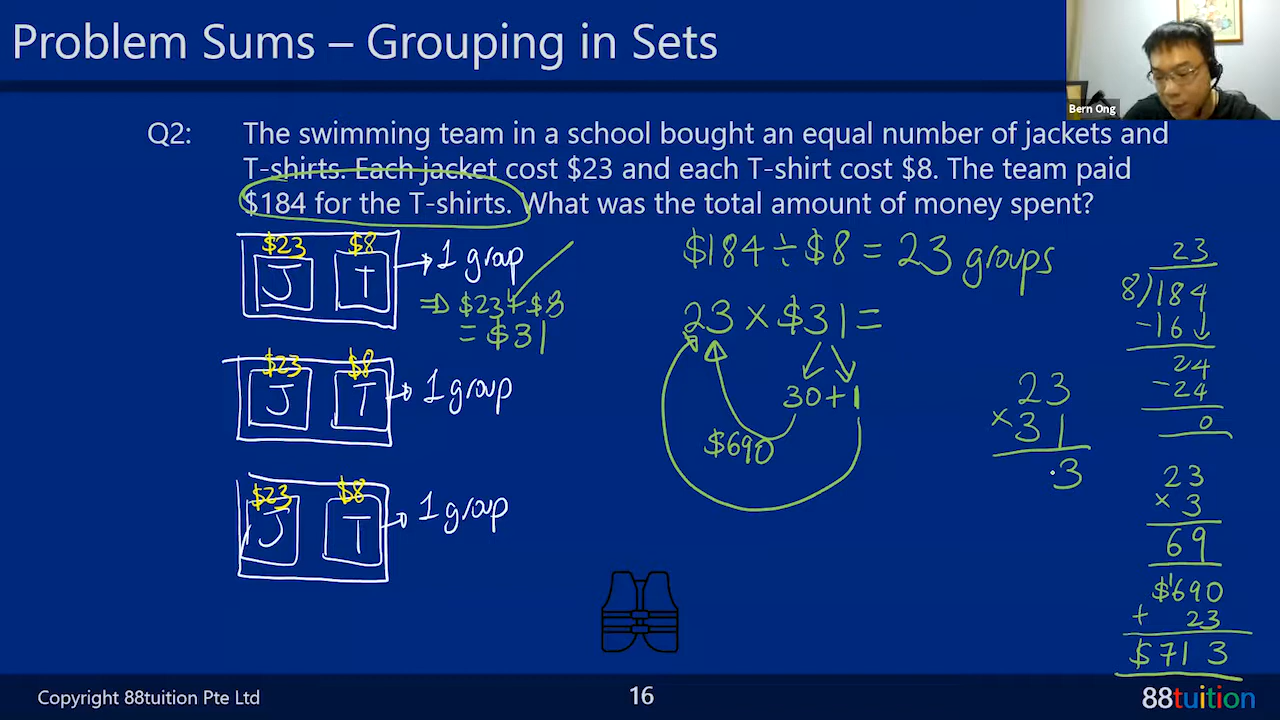 Problem Sums – Grouping in Sets
Bern Ong
Q2: The swimming team in a school bought an equal number of jackets and
T-shirts. Each jacket cost $23 and each T-shirt cost $8. The team paid
$184 for the T-shirts. What was the total amount of money spent?
$23 $8
J T → 1 group
⇒ $23 + $8
= $31
$23 $8
J T → 1 group
$23 $8
J T → 1 group
$184 ÷ $8 = 23 groups
23 × $31 =
30 + 1
$690
23
× 31
3
23
8)184
-16↓
24
-24
0
23
× 3
69
$690
+ 23
$713
Copyright 88tuition Pte Ltd
16
88tuition